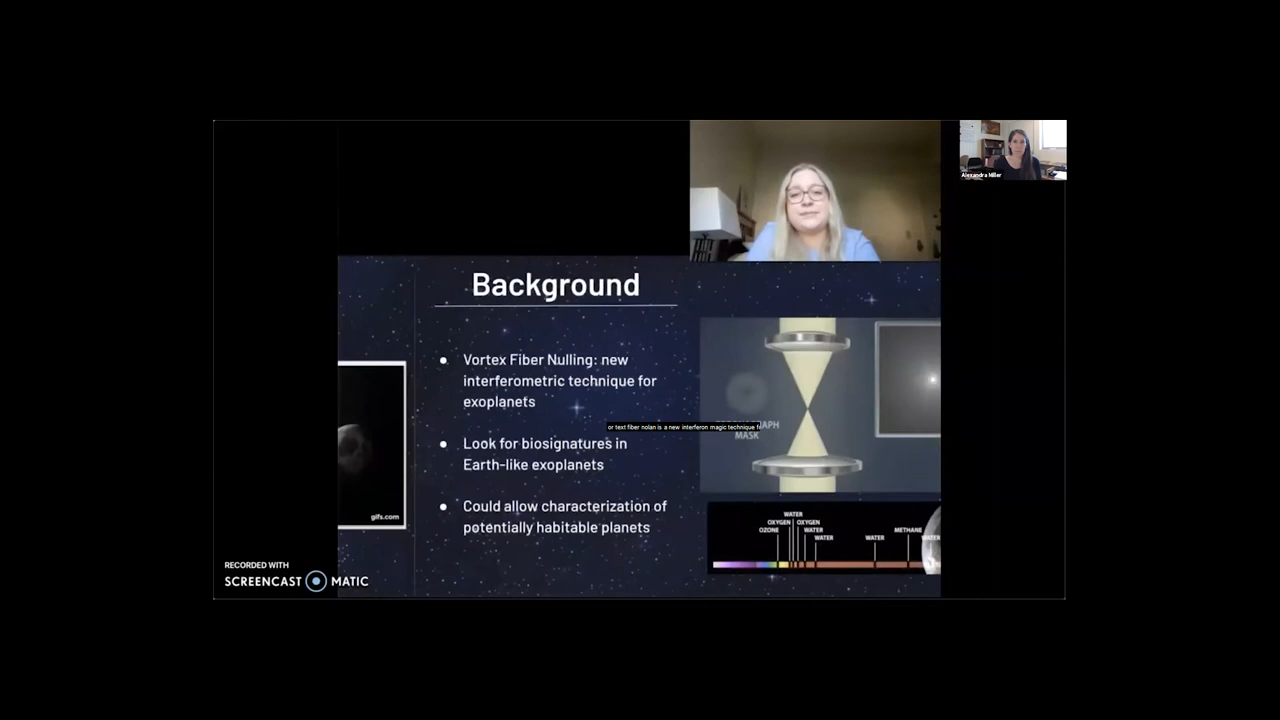 Alexandra Miller
Background
● Vortex Fiber Nulling: new
interferometric technique for
exoplanets
or text fiber nolan is a new interferon magic technique
● Look for biosignatures in
Earth-like exoplanets
● Could allow characterization of
potentially habitable planets
gifs.com
MASK
WATER
OXYGEN OXYGEN
OZONE WATER METHANE
WATER WATER WATER
RECORDED WITH
SCREENCAST MATIC